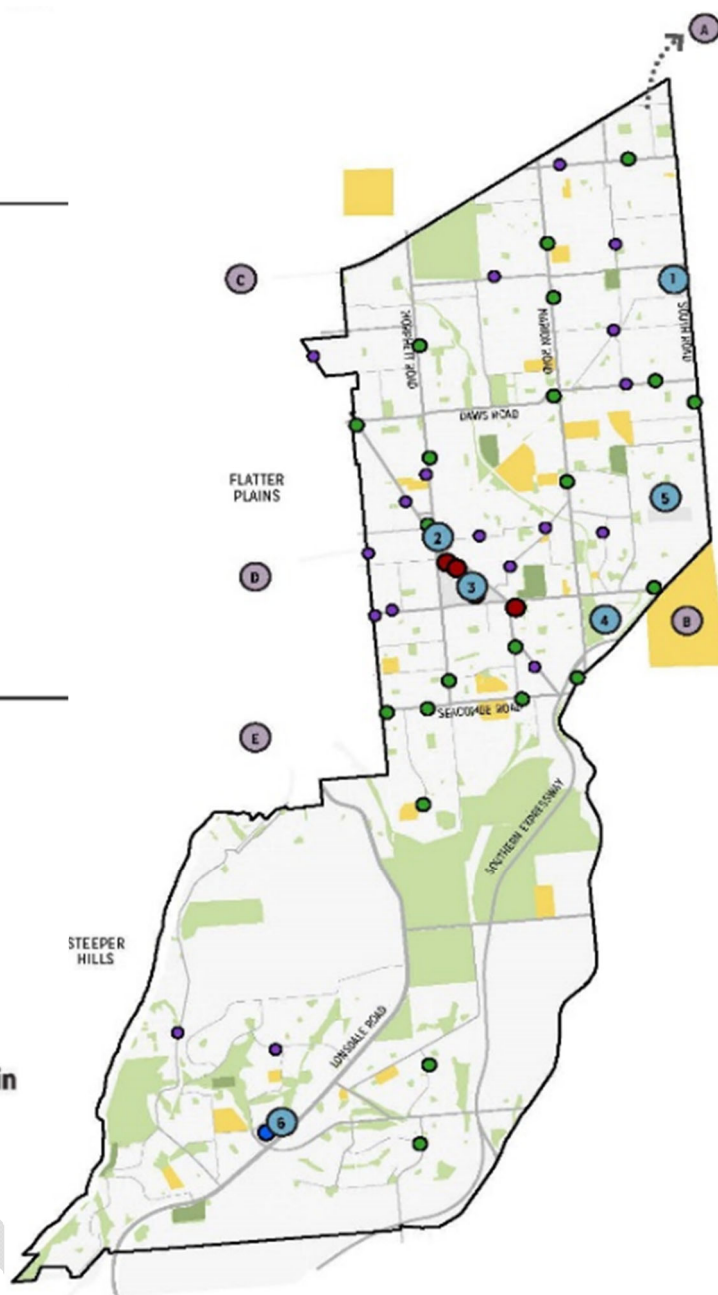 A
C
1
MORPHETT ROAD
MARION ROAD
SOUTH ROAD
DAWS ROAD
FLATTER
PLAINS
5
2
D
3
4
B
SEACOMBE ROAD
E
SOUTHERN EXPRESSWAY
STEEPER
HILLS
LONSDALE ROAD
in
6